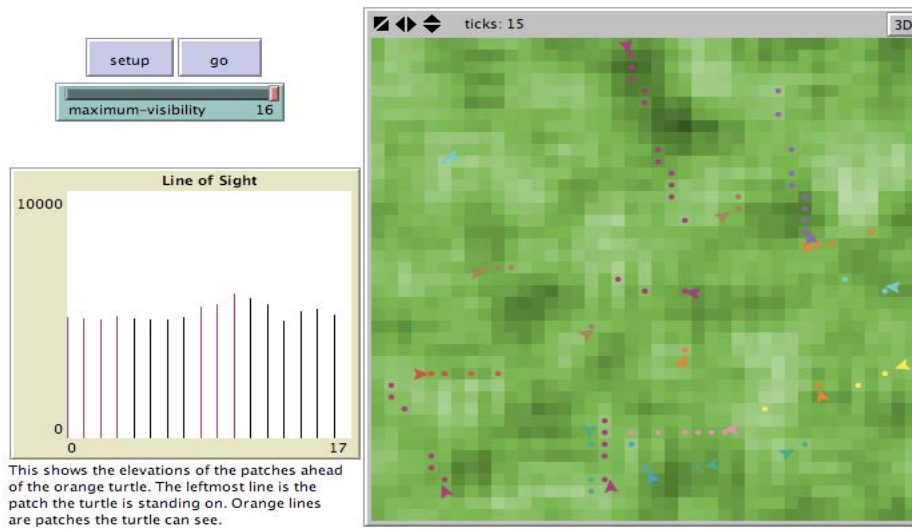 ticks: 15
3D
setup
go
maximum-visibility 16
Line of Sight
10000
0
0
17
This shows the elevations of the patches ahead
of the orange turtle. The leftmost line is the
patch the turtle is standing on. Orange lines
are patches the turtle can see.